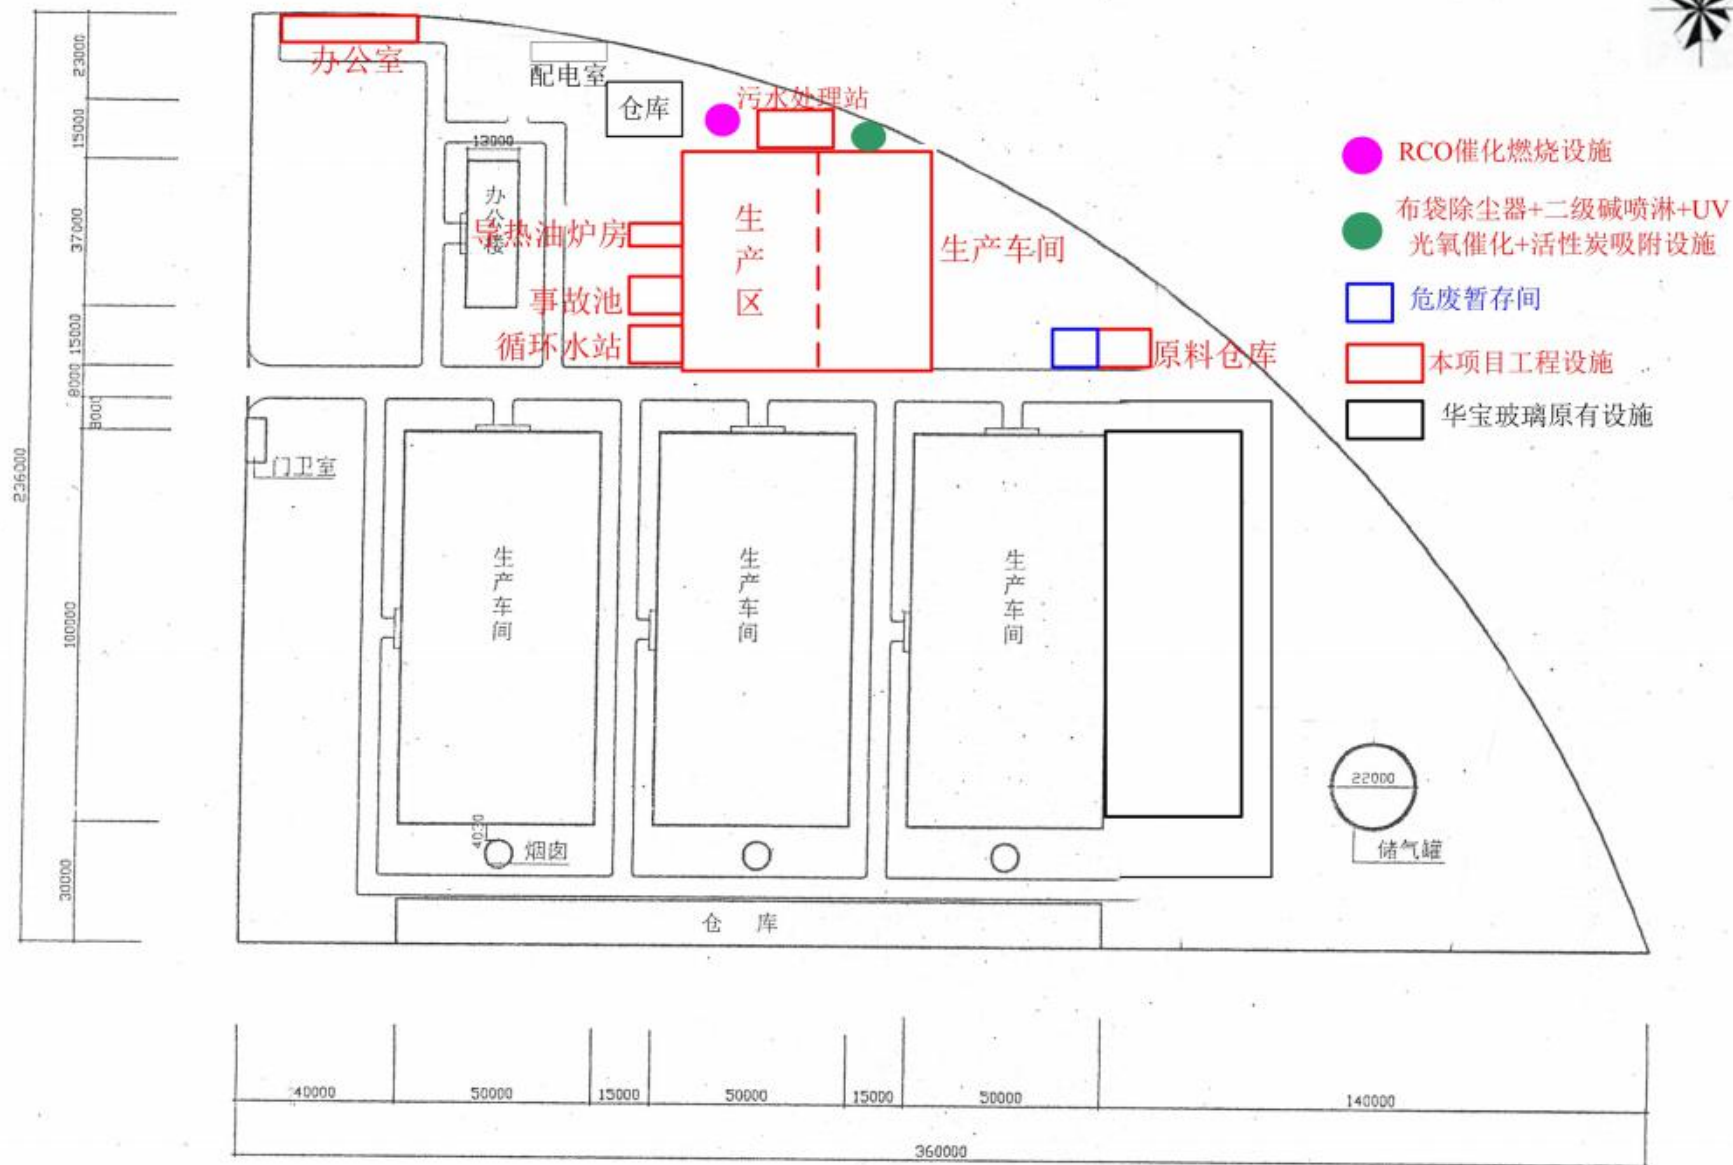 办公室
配电室
仓库
污水处理站
13000
办公楼
导热油炉房
事故池
循环水站
生产区
生产车间
原料仓库
RCO催化燃烧设施
布袋除尘器+二级碱喷淋+UV
光氧催化+活性炭吸附设施
危废暂存间
本项目工程设施
华宝玻璃原有设施
23000
15000
37000
15000
8000
8000
236000
100000
30000
门卫室
生产车间
生产车间
生产车间
22000
储气罐
烟囱
仓库
40000
50000
15000
50000
15000
50000
140000
360000